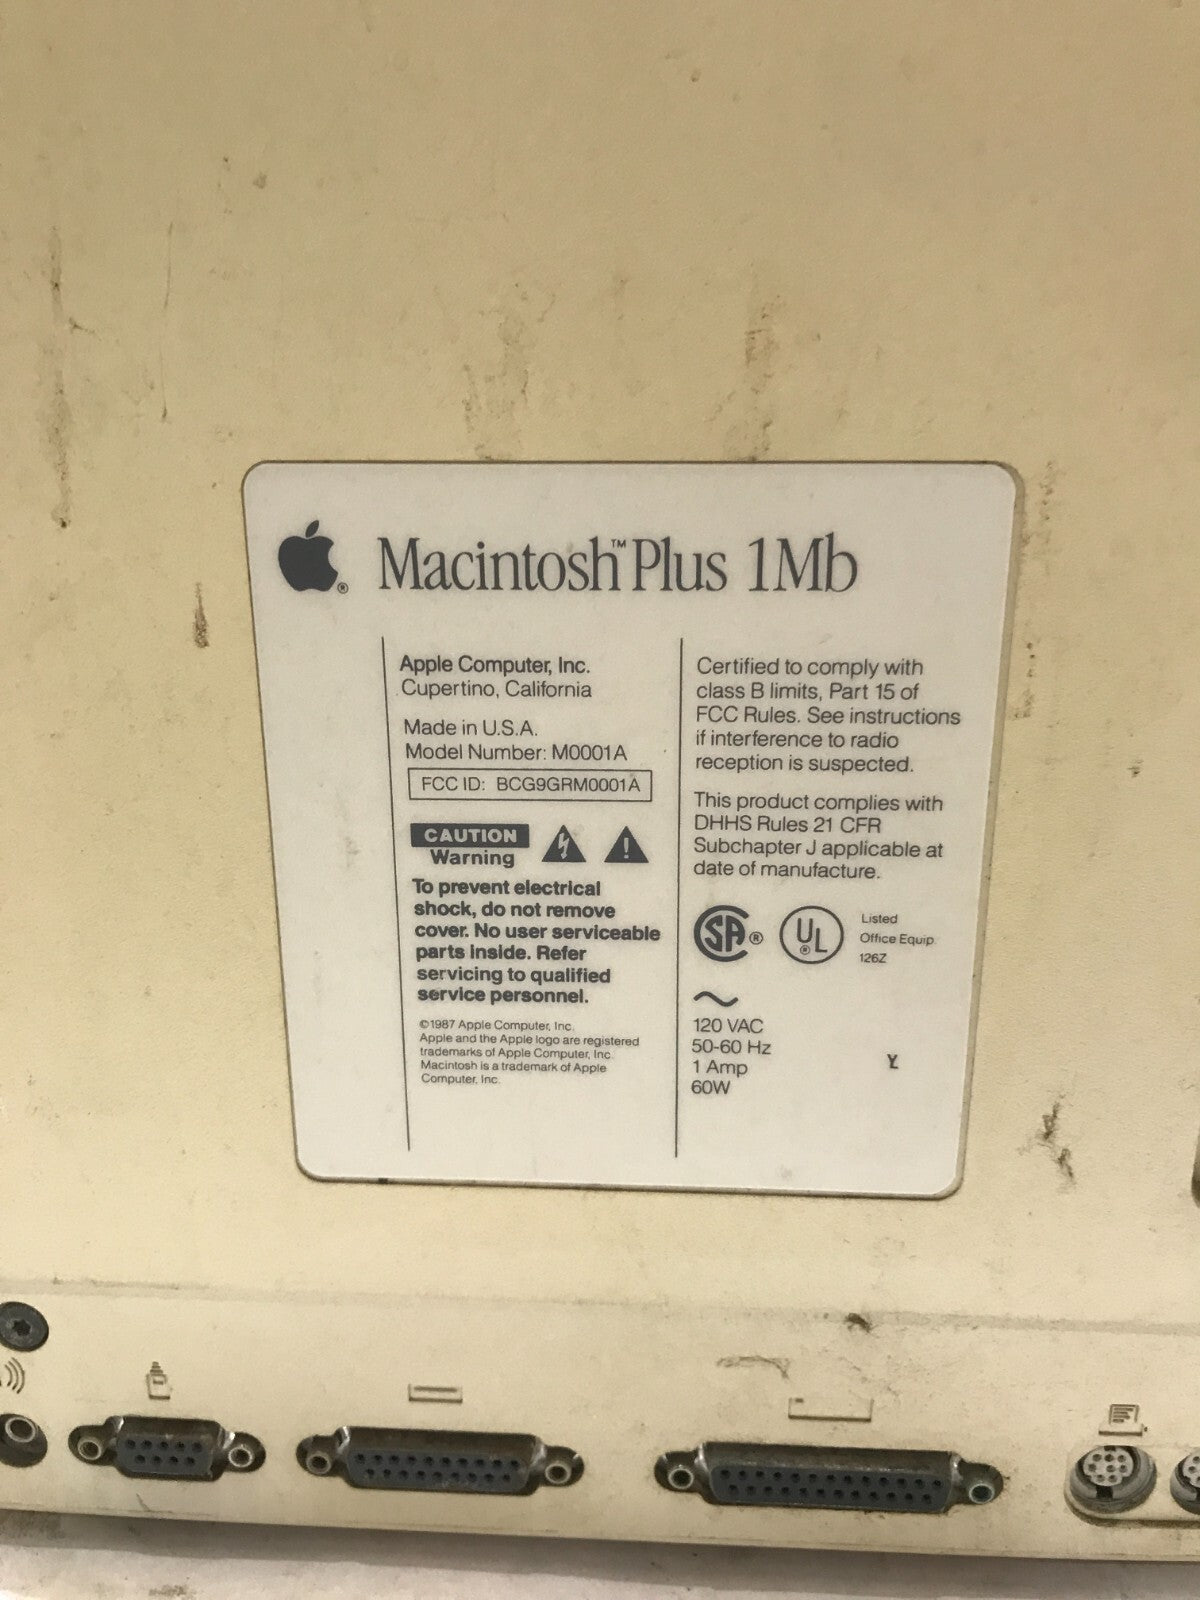 Macintosh™ Plus 1Mb
Apple Computer, Inc.
Cupertino, California
Made in U.S.A.
Model Number: M0001A
FCC ID: BCG9GRM0001A
CAUTION
Warning
To prevent electrical
shock, do not remove
cover. No user serviceable
parts inside. Refer
servicing to qualified
service personnel.
©1987 Apple Computer, Inc.
Apple and the Apple logo are registered
trademarks of Apple Computer, Inc.
Macintosh is a trademark of Apple
Computer, Inc.
Certified to comply with
class B limits, Part 15 of
FCC Rules. See instructions
if interference to radio
reception is suspected.
This product complies with
DHHS Rules 21 CFR
Subchapter J applicable at
date of manufacture.
SA® UL®
Listed
Office Equip.
126Z
120 VAC
50-60 Hz
1 Amp
60W